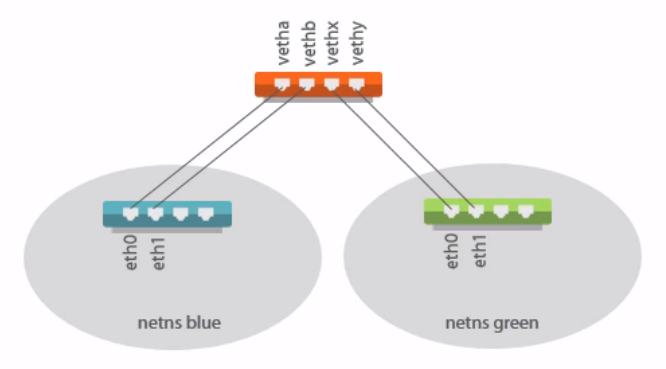 vetha
vethb
vethx
vethy
eth0
eth1
eth0
eth1
netns blue
netns green